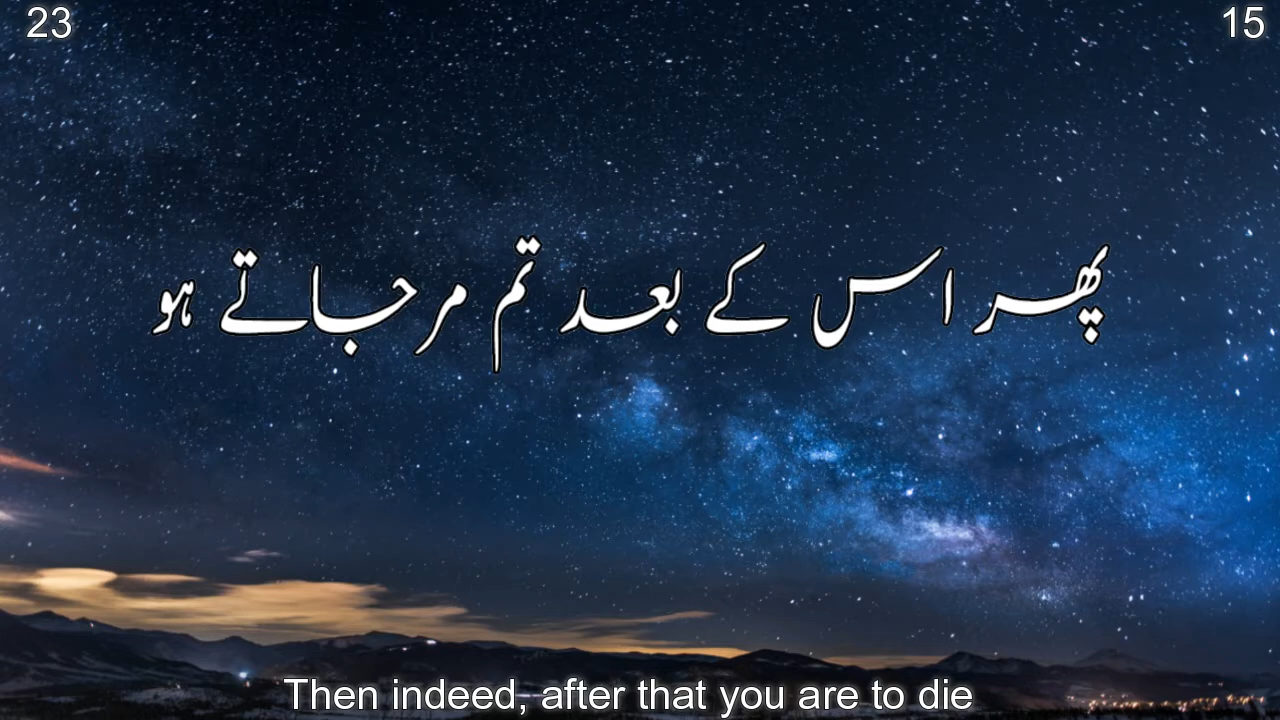 23
15
پھر اس کے بعد تم مرجاتے ہو
Then indeed, after that you are to die